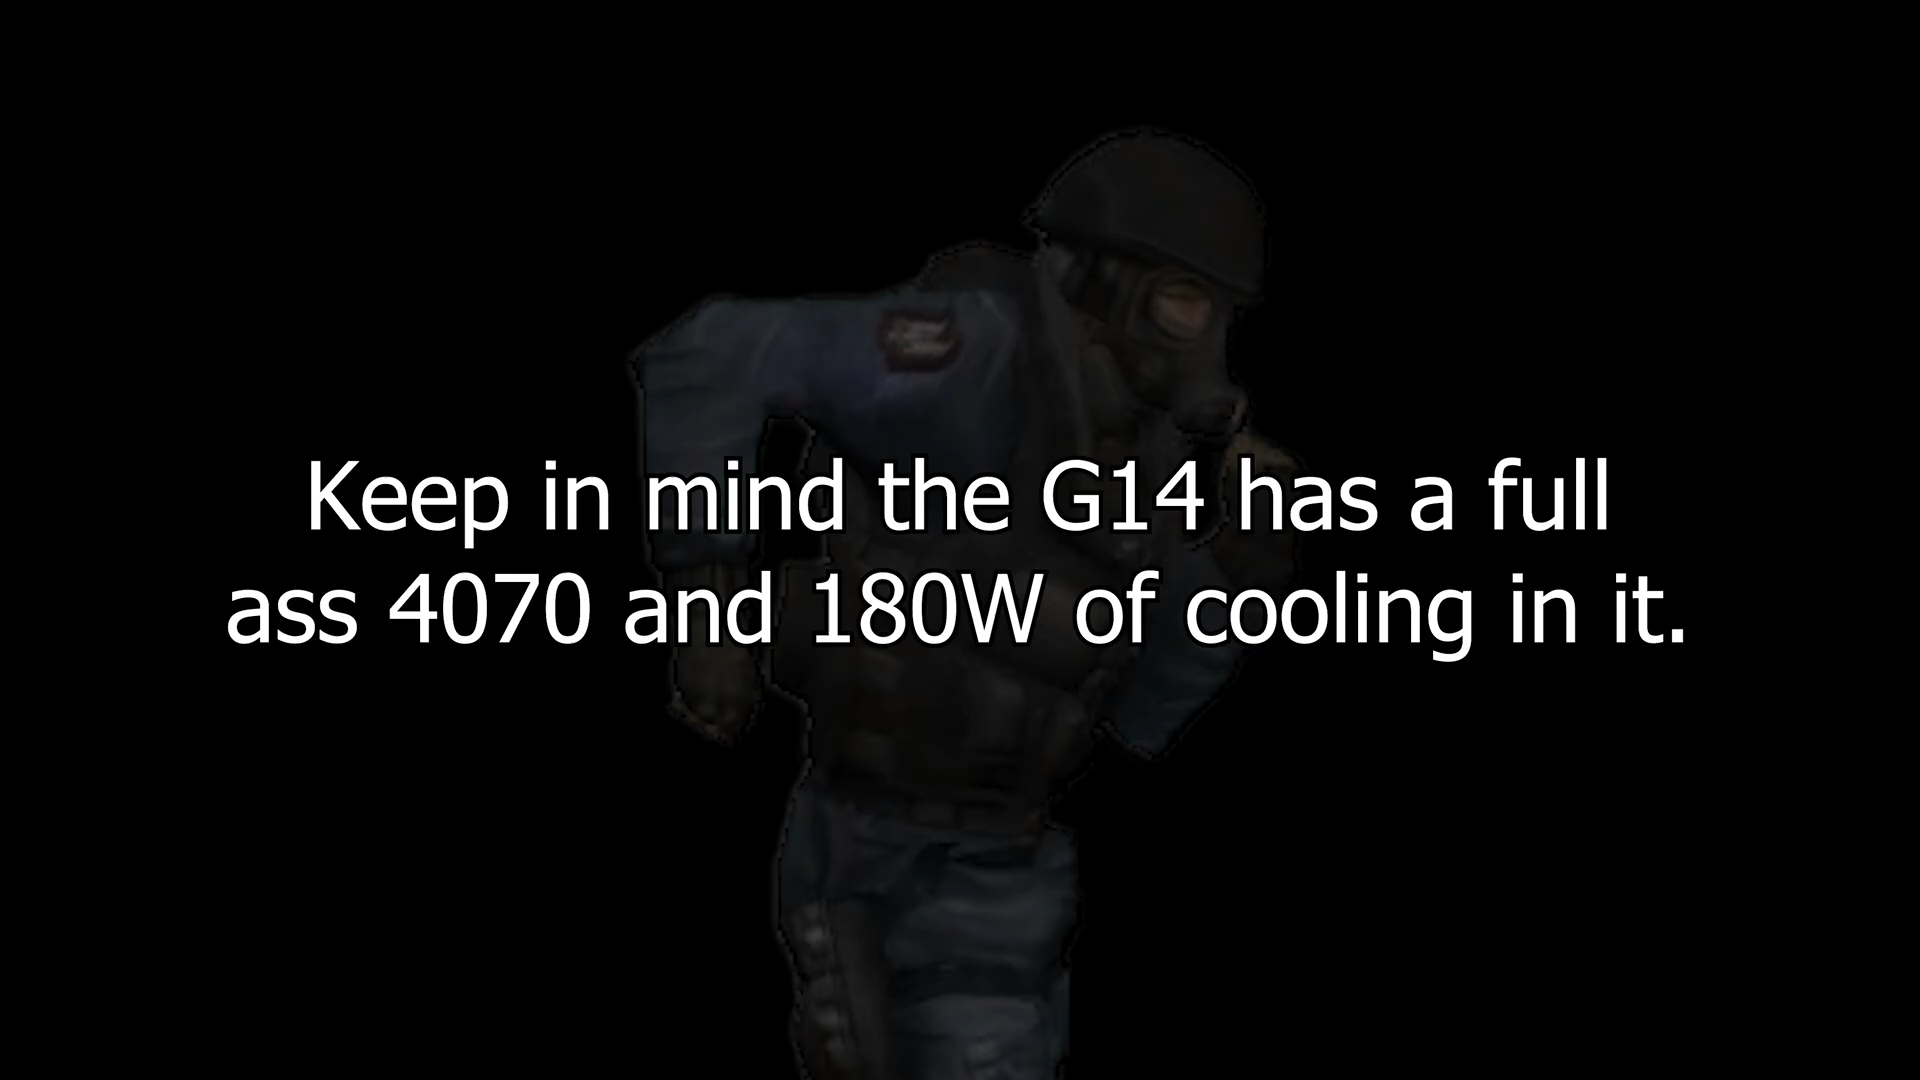 Keep in mind the G14 has a full
ass 4070 and 180W of cooling in it.